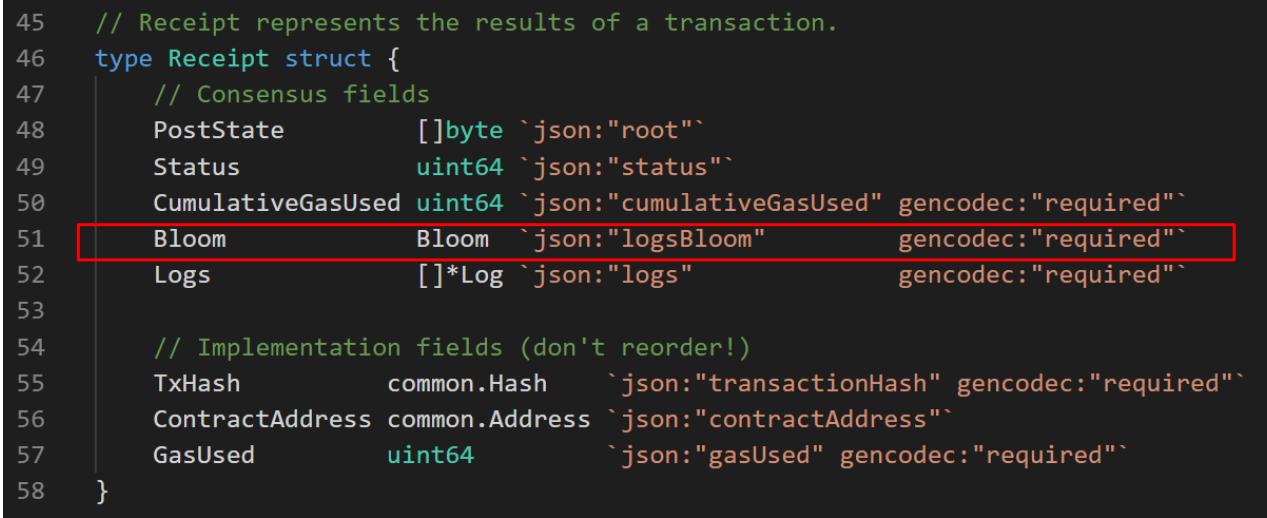 45 // Receipt represents the results of a transaction.
46 type Receipt struct {
47 // Consensus fields
48 PostState []byte `json:"root"`
49 Status uint64 `json:"status"`
50 CumulativeGasUsed uint64 `json:"cumulativeGasUsed" gencodec:"required"`
51 Bloom Bloom `json:"logsBloom" gencodec:"required"`
52 Logs []*Log `json:"logs" gencodec:"required"`
53
54 // Implementation fields (don't reorder!)
55 TxHash common.Hash `json:"transactionHash" gencodec:"required"`
56 ContractAddress common.Address `json:"contractAddress"`
57 GasUsed uint64 `json:"gasUsed" gencodec:"required"`
58 }